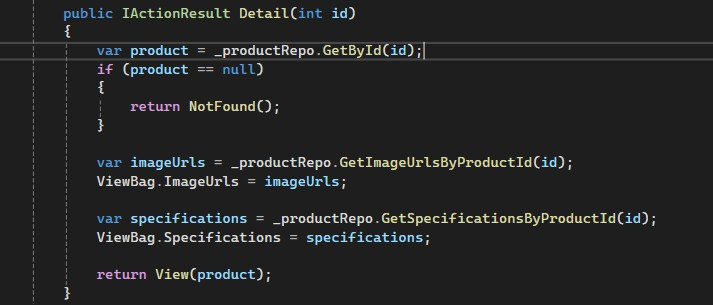 public IActionResult Detail(int id)
{
var product = _productRepo.GetById(id);
if (product == null)
{
return NotFound();
}
var imageUrls = _productRepo.GetImageUrlsByProductId(id);
ViewBag.ImageUrls = imageUrls;
var specifications = _productRepo.GetSpecificationsByProductId(id);
ViewBag.Specifications = specifications;
return View(product);
}